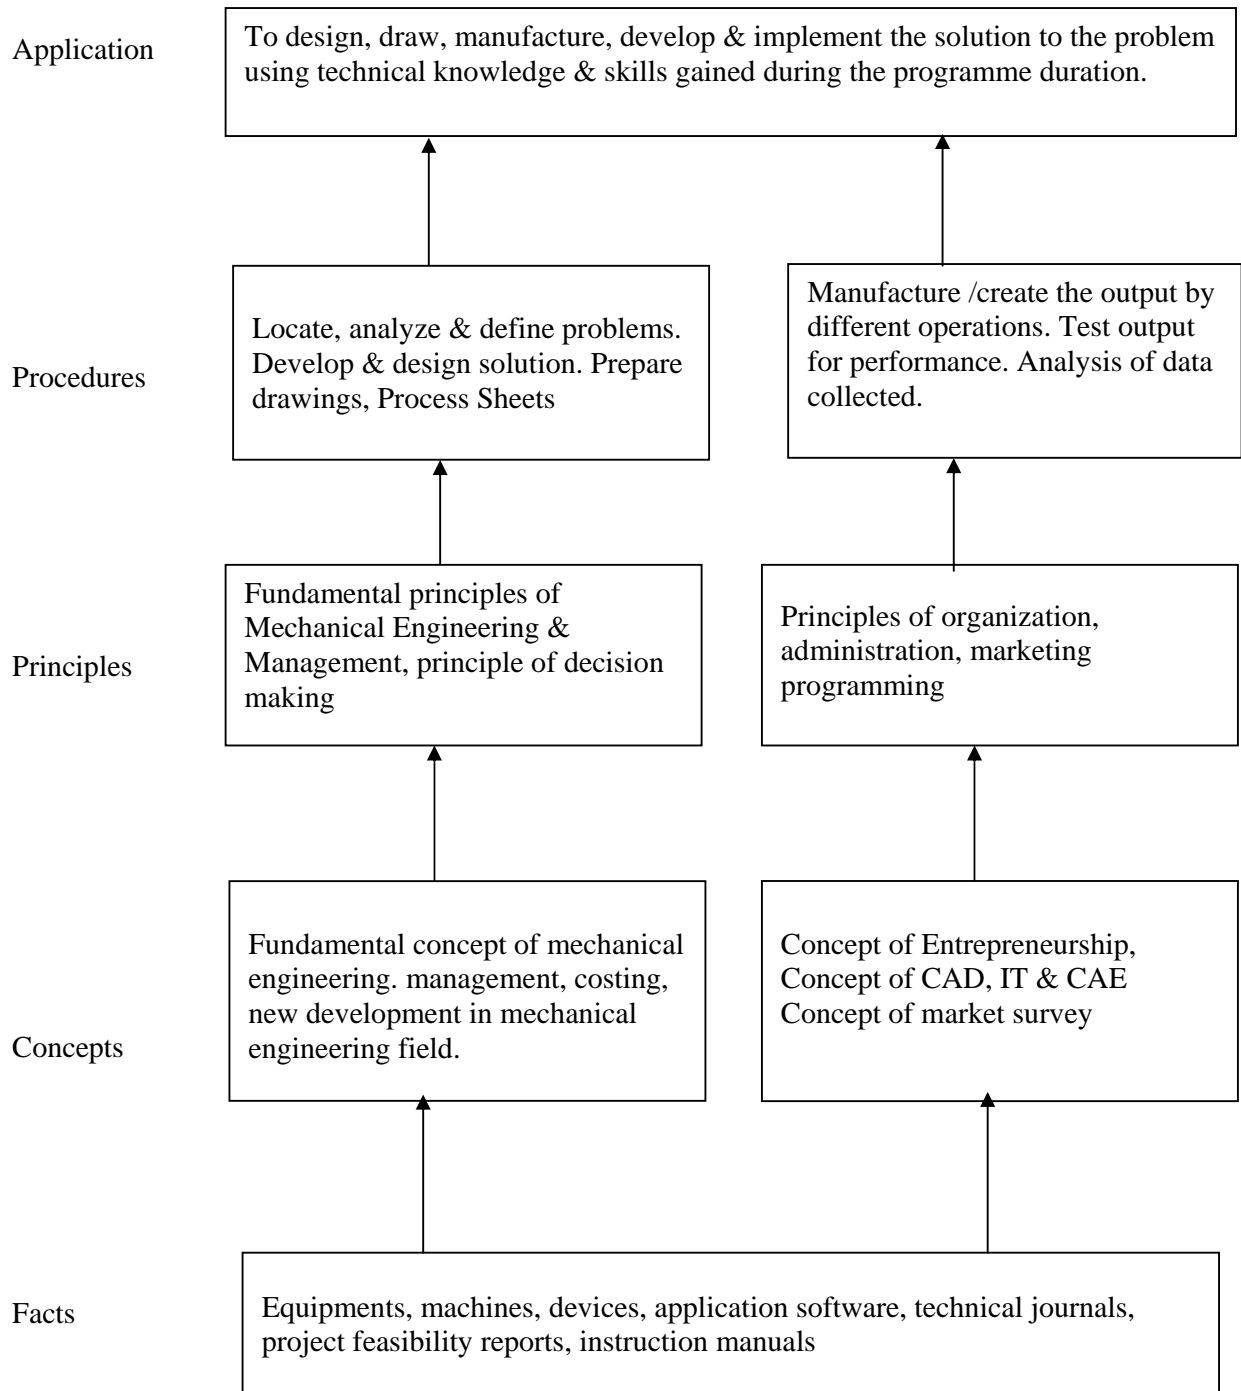 Application
To design, draw, manufacture, develop & implement the solution to the problem
using technical knowledge & skills gained during the programme duration.
Procedures
Locate, analyze & define problems.
Develop & design solution. Prepare
drawings, Process Sheets
Manufacture /create the output by
different operations. Test output
for performance. Analysis of data
collected.
Principles
Fundamental principles of
Mechanical Engineering &
Management, principle of decision
making
Principles of organization,
administration, marketing
programming
Concepts
Fundamental concept of mechanical
engineering. management, costing,
new development in mechanical
engineering field.
Concept of Entrepreneurship,
Concept of CAD, IT & CAE
Concept of market survey
Facts
Equipments, machines, devices, application software, technical journals,
project feasibility reports, instruction manuals